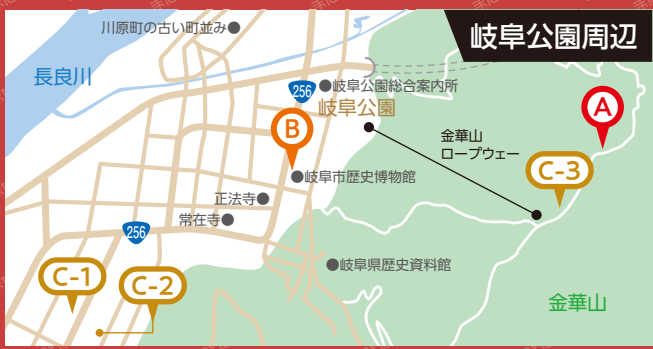 岐阜公園周辺
川原町の古い町並み
長良川
256
岐阜公園総合案内所
岐阜公園
A
B
金華山
ロープウェー
C-3
岐阜市歴史博物館
正法寺
常在寺
256
岐阜県歴史資料館
C-1
C-2
金華山